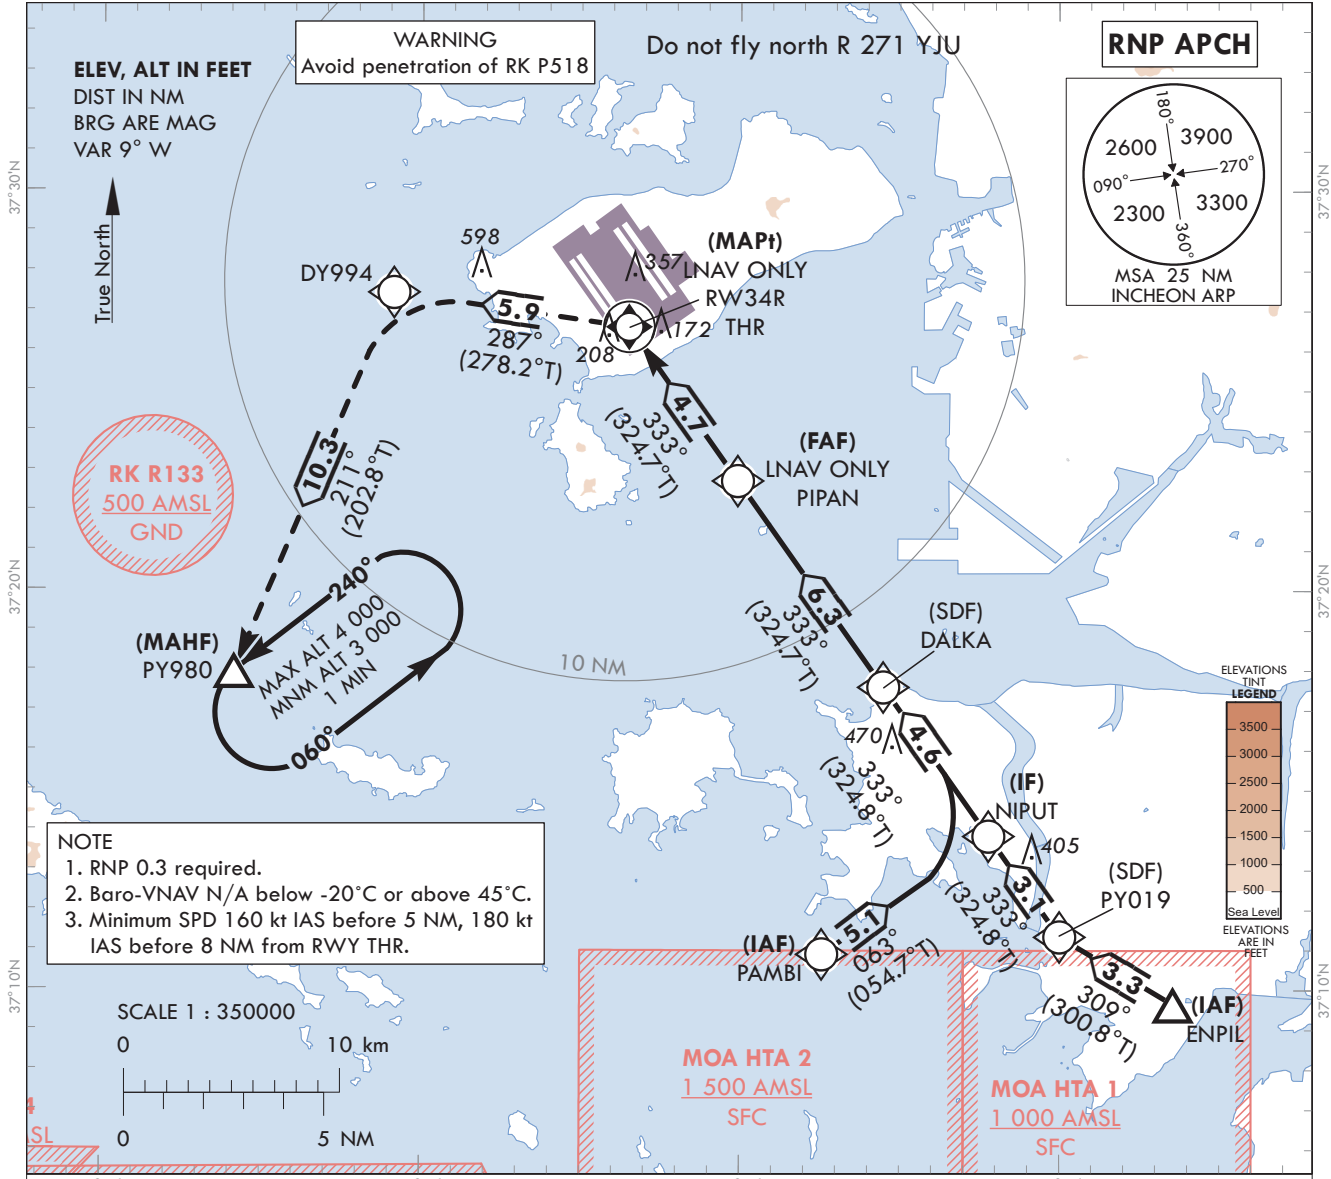 WARNING
Avoid penetration of RK P518
Do not fly north R 271 YJU
RNP APCH
ELEV, ALT IN FEET
DIST IN NM
BRG ARE MAG
VAR 9° W
True North
180°
2600
3900
270°
090°
2300
3300
360°
MSA 25 NM
INCHEON ARP
37°30'N
37°30'N
598
DY994
357
(MAPt)
LNAV ONLY
RW34R
THR
5.9
287°
(278.2°T)
208
172
4.7
333°
(324.7°T)
(FAF)
LNAV ONLY
PIPAN
RK R133
500 AMSL
GND
10.3
211°
(202.8°T)
37°20'N
37°20'N
240°
MAX ALT 4 000
MNM ALT 3 000
1 MIN
060°
(MAHF)
PY980
10 NM
6.3
333°
(324.7°T)
(SDF)
DALKA
470
4.6
333°
(324.8°T)
(IF)
NIPUT
405
3.1
333°
(324.8°T)
(SDF)
PY019
ELEVATIONS
TINT
LEGEND
3500
3000
2500
2000
1500
1000
500
Sea Level
ELEVATIONS
ARE IN
FEET
NOTE
1. RNP 0.3 required.
2. Baro-VNAV N/A below -20°C or above 45°C.
3. Minimum SPD 160 kt IAS before 5 NM, 180 kt
IAS before 8 NM from RWY THR.
(IAF)
PAMBI
5.1
063°
(054.7°T)
3.3
309°
(300.8°T)
(IAF)
ENPIL
37°10'N
37°10'N
SCALE 1 : 350000
0
10 km
0
5 NM
MOA HTA 2
1 500 AMSL
SFC
MOA HTA 1
1 000 AMSL
SFC
4
SL